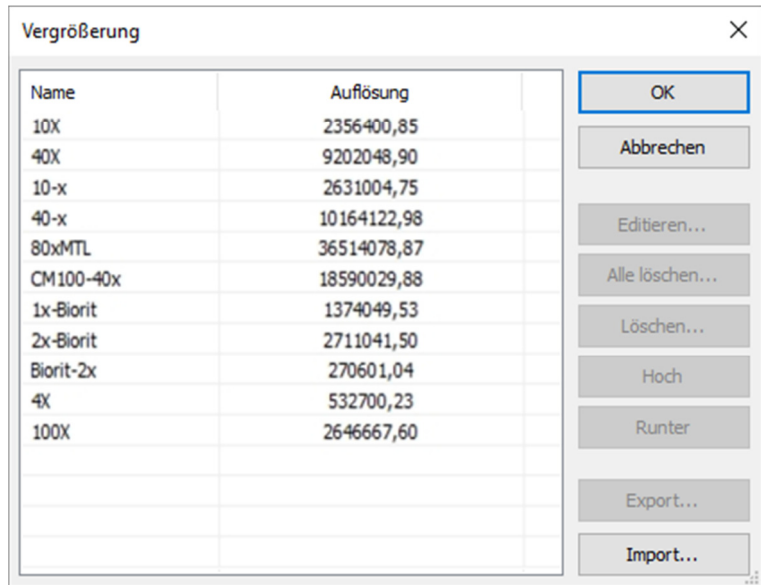 Vergrößerung
Name Auflösung
10X 2356400,85
40X 9202048,90
10-x 2631004,75
40-x 10164122,98
80xMTL 36514078,87
CM100-40x 18590029,88
1x-Biorit 1374049,53
2x-Biorit 2711041,50
Biorit-2x 270601,04
4X 532700,23
100X 2646667,60
OK
Abbrechen
Editieren...
Alle löschen...
Löschen...
Hoch
Runter
Export...
Import...